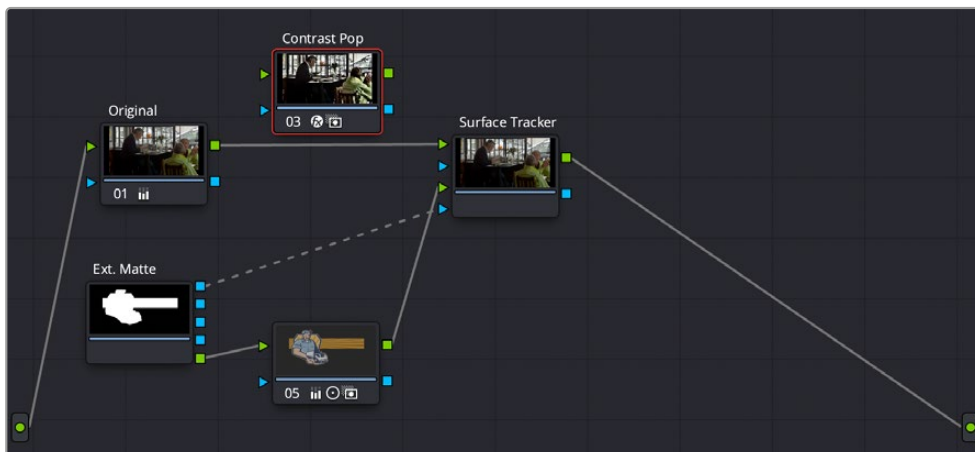 Contrast Pop
03
Original
01
Surface Tracker
Ext. Matte
05